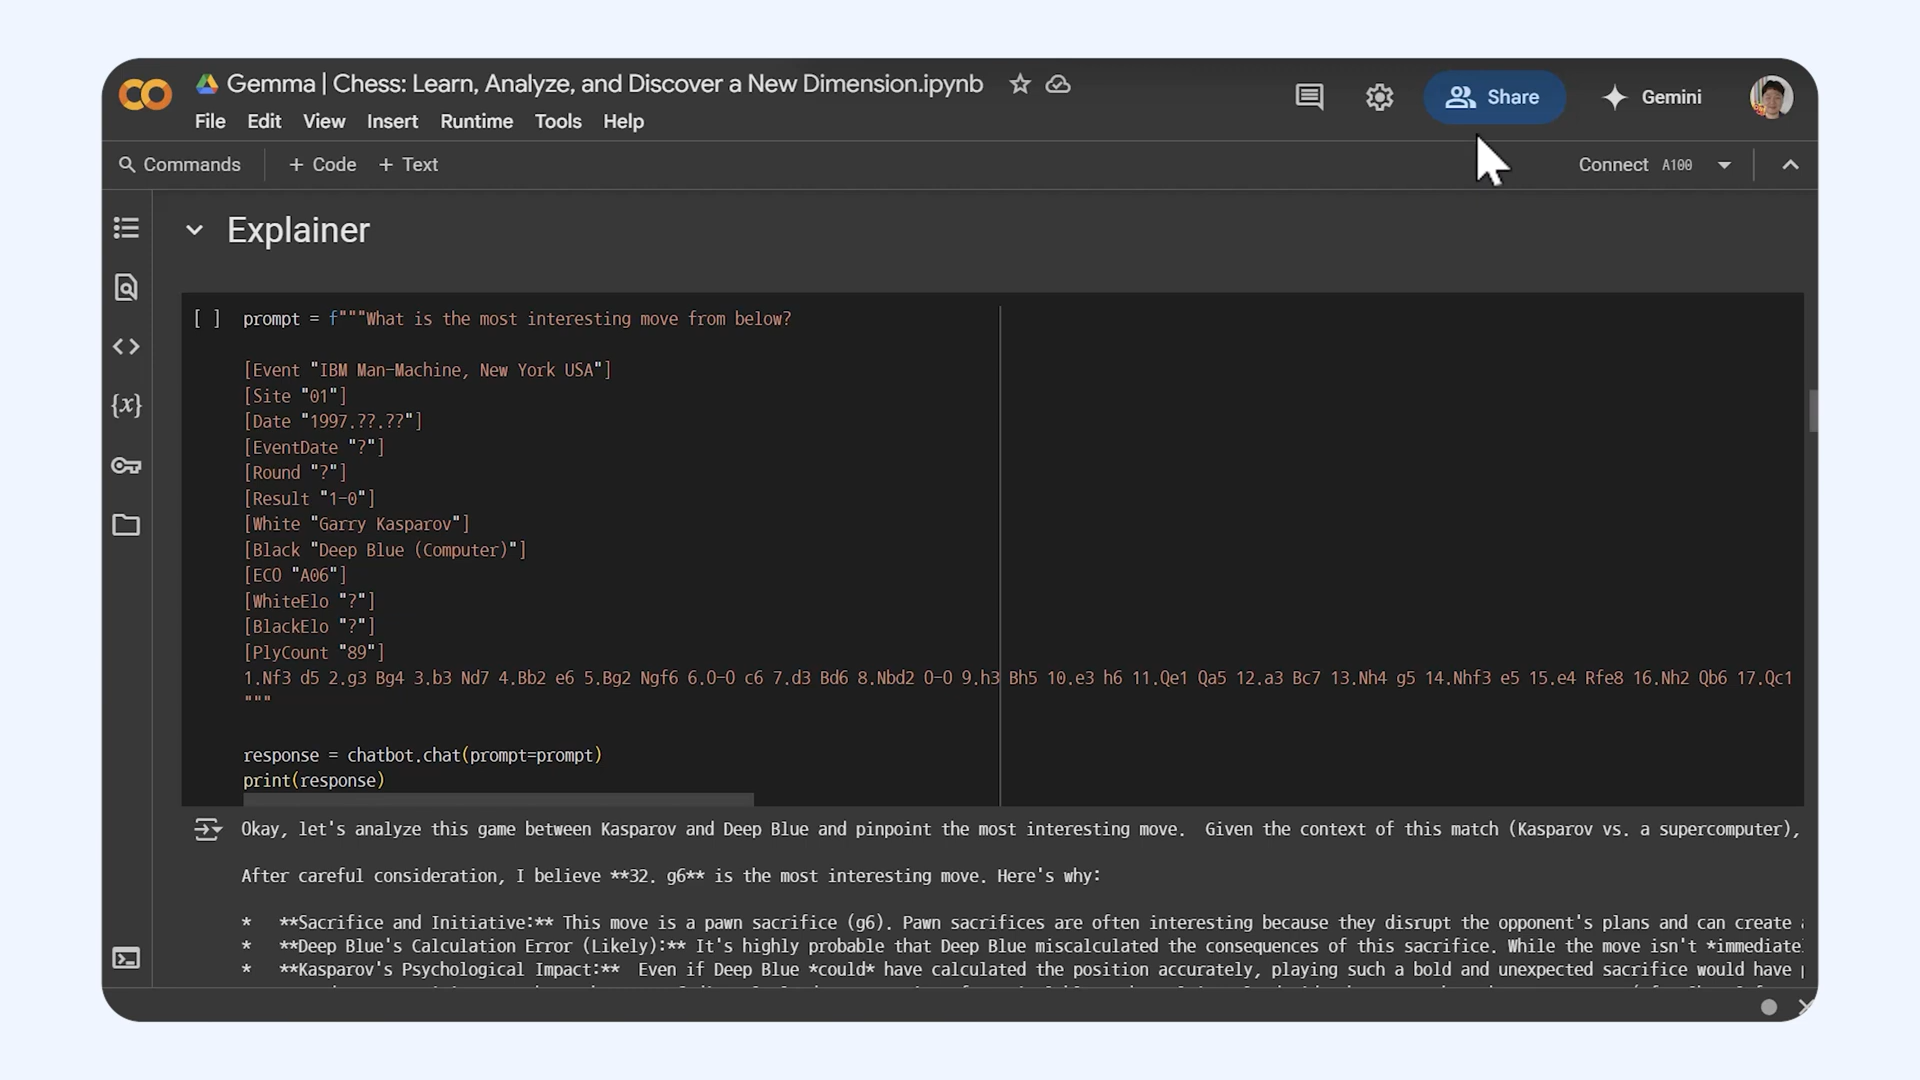 Gemma | Chess: Learn, Analyze, and Discover a New Dimension.ipynb
File Edit View Insert Runtime Tools Help
Share
Gemini
Commands + Code + Text
Connect A100
Explainer
[ ] prompt = f"""What is the most interesting move from below?
[Event "IBM Man-Machine, New York USA"]
[Site "01"]
[Date "1997.??.??"]
[EventDate "?"]
[Round "?"]
[Result "1-0"]
[White "Garry Kasparov"]
[Black "Deep Blue (Computer)"]
[ECO "A06"]
[WhiteElo "?"]
[BlackElo "?"]
[PlyCount "89"]
1.Nf3 d5 2.g3 Bg4 3.b3 Nd7 4.Bb2 e6 5.Bg2 Ngf6 6.O-O c6 7.d3 Bd6 8.Nbd2 O-O 9.h3 Bh5 10.e3 h6 11.Qe1 Qa5 12.a3 Bc7 13.Nh4 g5 14.Nhf3 e5 15.e4 Rfe8 16.Nh2 Qb6 17.Qc1
"""
response = chatbot.chat(prompt=prompt)
print(response)
Okay, let's analyze this game between Kasparov and Deep Blue and pinpoint the most interesting move.  Given the context of this match (Kasparov vs. a supercomputer),
After careful consideration, I believe **32. g6** is the most interesting move. Here's why:
*   **Sacrifice and Initiative:** This move is a pawn sacrifice (g6). Pawn sacrifices are often interesting because they disrupt the opponent's plans and can create
*   **Deep Blue's Calculation Error (Likely):** It's highly probable that Deep Blue miscalculated the consequences of this sacrifice. While the move isn't *immediate
*   **Kasparov's Psychological Impact:**  Even if Deep Blue *could* have calculated the position accurately, playing such a bold and unexpected sacrifice would have